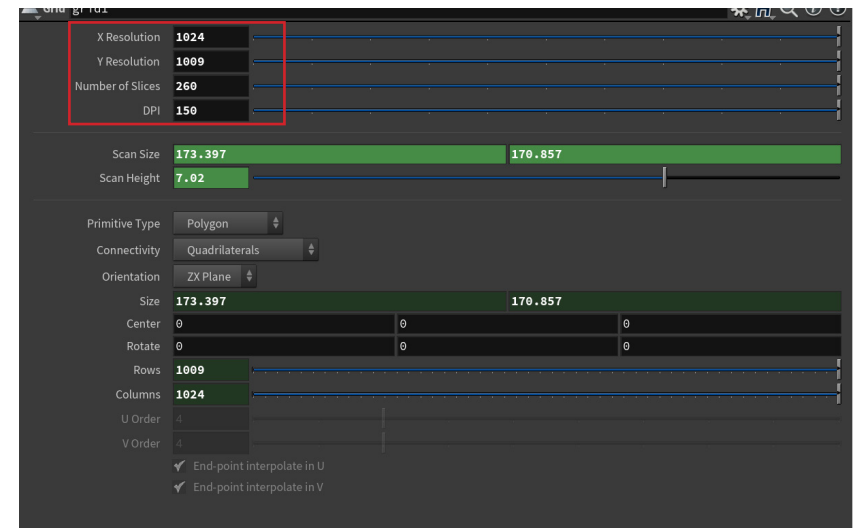 Grid grid1
X Resolution 1024
Y Resolution 1009
Number of Slices 260
DPI 150
Scan Size 173.397 170.857
Scan Height 7.02
Primitive Type Polygon
Connectivity Quadrilaterals
Orientation ZX Plane
Size 173.397 170.857
Center 0 0 0
Rotate 0 0 0
Rows 1009
Columns 1024
U Order 4
V Order 4
End-point interpolate in U
End-point interpolate in V